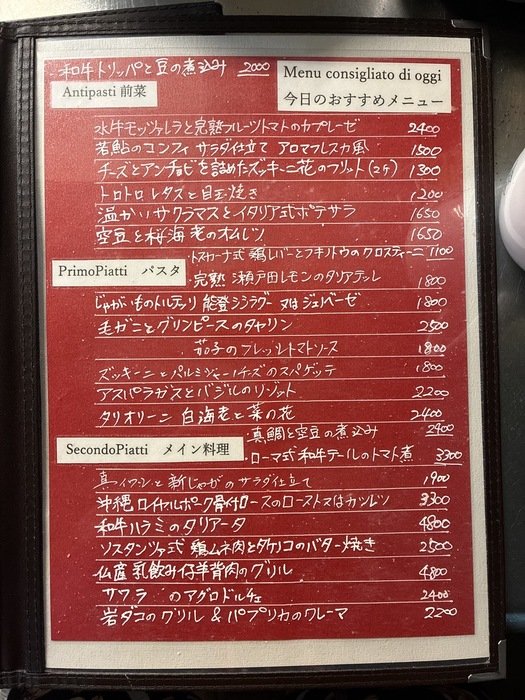 和牛トリッパと豆の煮込み 2000
Antipasti 前菜
Menu consigliato di oggi
今日のおすすめメニュー
水牛モッツァレラと完熟フルーツトマトのカプレーゼ 2400
若鮎のコンフィ サラダ仕立て アロマフレスカ風 1500
チーズとアンチョビを詰めたズッキーニ花のフリット(2ヶ) 1300
トロトロ レタスと目玉焼き 1200
温かいサクラマスとイタリア式ポテサラ 1650
空豆と桜海老のオムレツ 1650
トスカーナ式 鶏レバーとフキノトウのクロスティーニ 1100
PrimoPiatti パスタ
完熟 瀬戸田レモンのタリアテッレ 1800
じゃがいものトルテッリ 能登シシラグー 又はジェノベーゼ 1800
毛ガニとグリンピースのタヤリン 2500
茄子のフレッシュトマトソース 1800
ズッキーニとパルミジャーノチーズのスパゲッテ 1800
アスパラガスとバジルのリゾット 2200
タリオリーニ 白海老と菜の花 2400
真鯛と空豆の煮込み 2400
SecondoPiatti メイン料理
ローマ式 和牛テールのトマト煮 3300
真イワシと新じゃがのサラダ仕立て 1900
沖縄 ロイヤルポーク骨付ロースのロースト又はカツレツ 3300
和牛ハラミのタリアータ 4800
ソスタンツァ式 鶏ムネ肉とタケノコのバター焼き 2500
仏産 乳飲み仔羊背肉のグリル 4800
サワラ のアグロドルチェ 2400
岩ダコのグリル & パプリカのクレーマ 2200